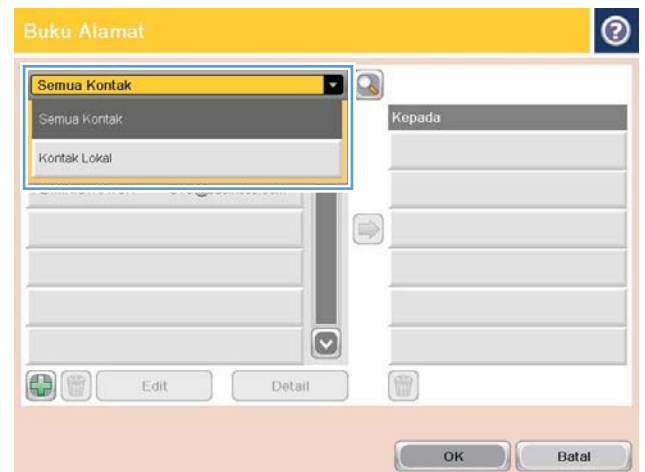 Buku Alamat
Semua Kontak
Semua Kontak
Kontak Lokal
Kepada
Edit
Detail
OK
Batal